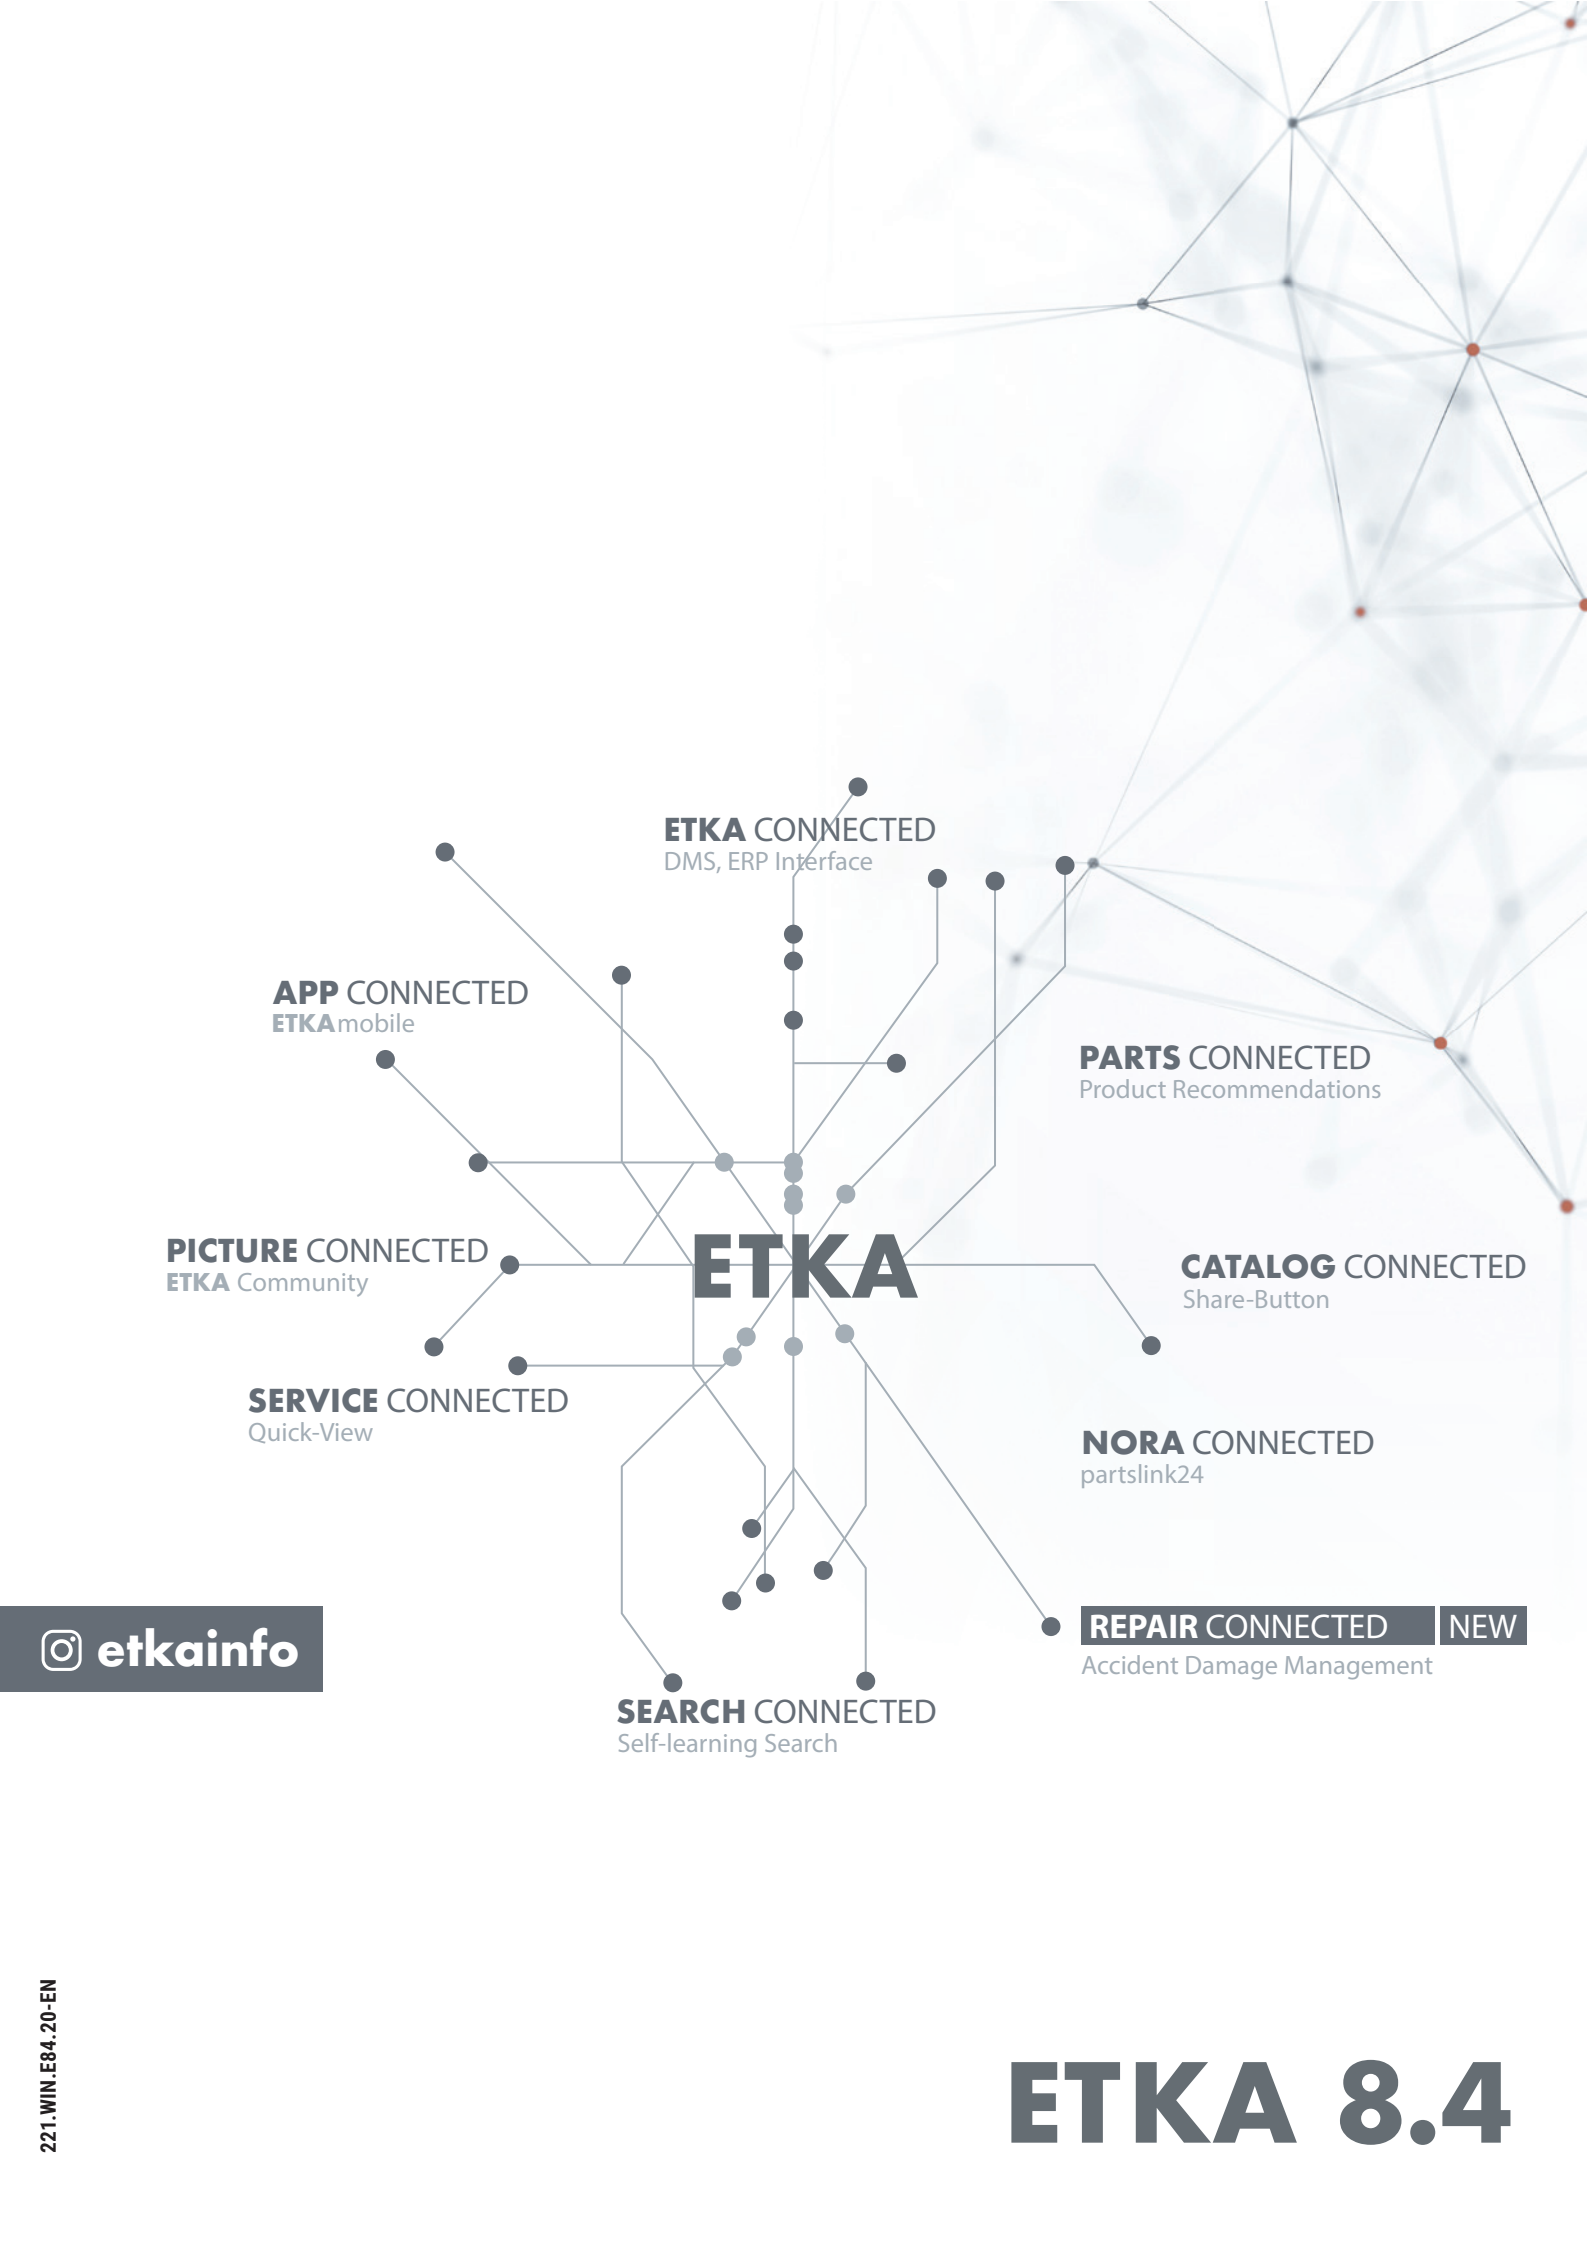 ETKA CONNECTED
DMS, ERP Interface
APP CONNECTED
ETKAmobile
PARTS CONNECTED
Product Recommendations
PICTURE CONNECTED
ETKA Community
ETKA
CATALOG CONNECTED
Share-Button
SERVICE CONNECTED
Quick-View
NORA CONNECTED
partslink24
REPAIR CONNECTED NEW
Accident Damage Management
etkainfo
SEARCH CONNECTED
Self-learning Search
221.WIN.E84.20-EN
ETKA 8.4